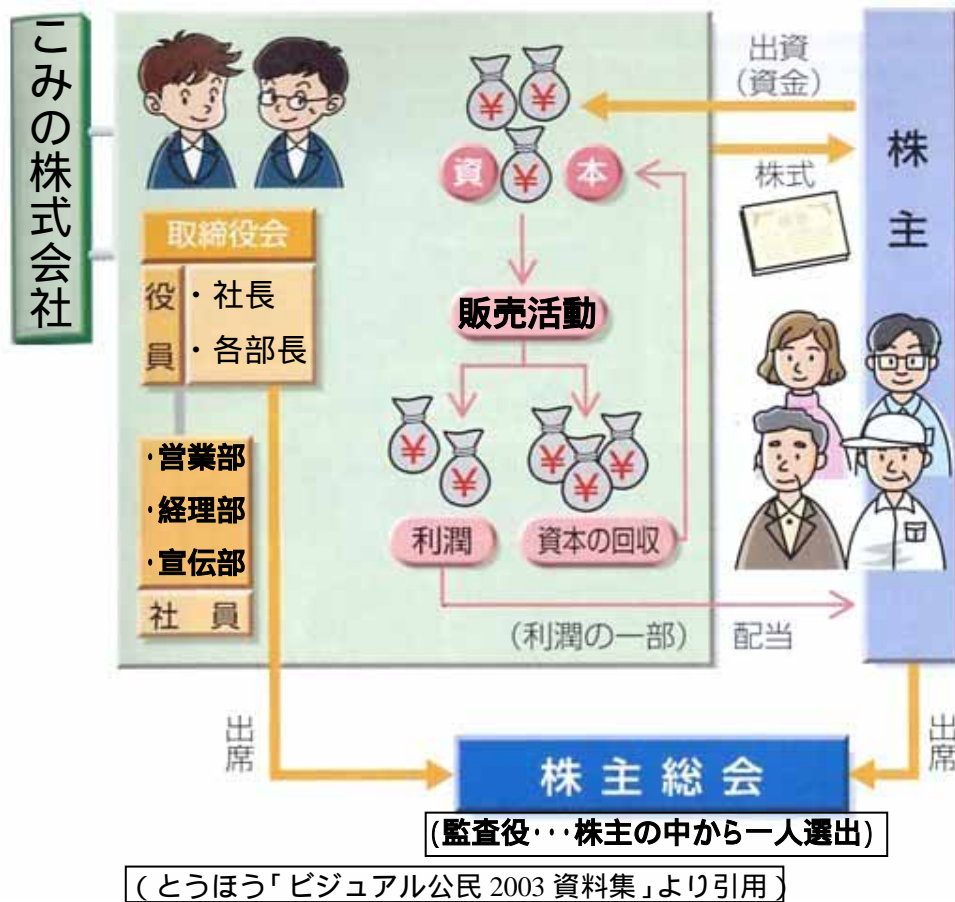 こみの株式会社
取締役会
役員
・社長
・各部長
・営業部
・経理部
・宣伝部
社員
¥
¥
資 ¥ 本
販売活動
¥
¥
¥
¥
¥
利潤
資本の回収
(利潤の一部)
配当
出資
(資金)
株式
株主
出席
出席
株主総会
(監査役・・・株主の中から一人選出)
(とうほう「ビジュアル公民2003資料集」より引用)